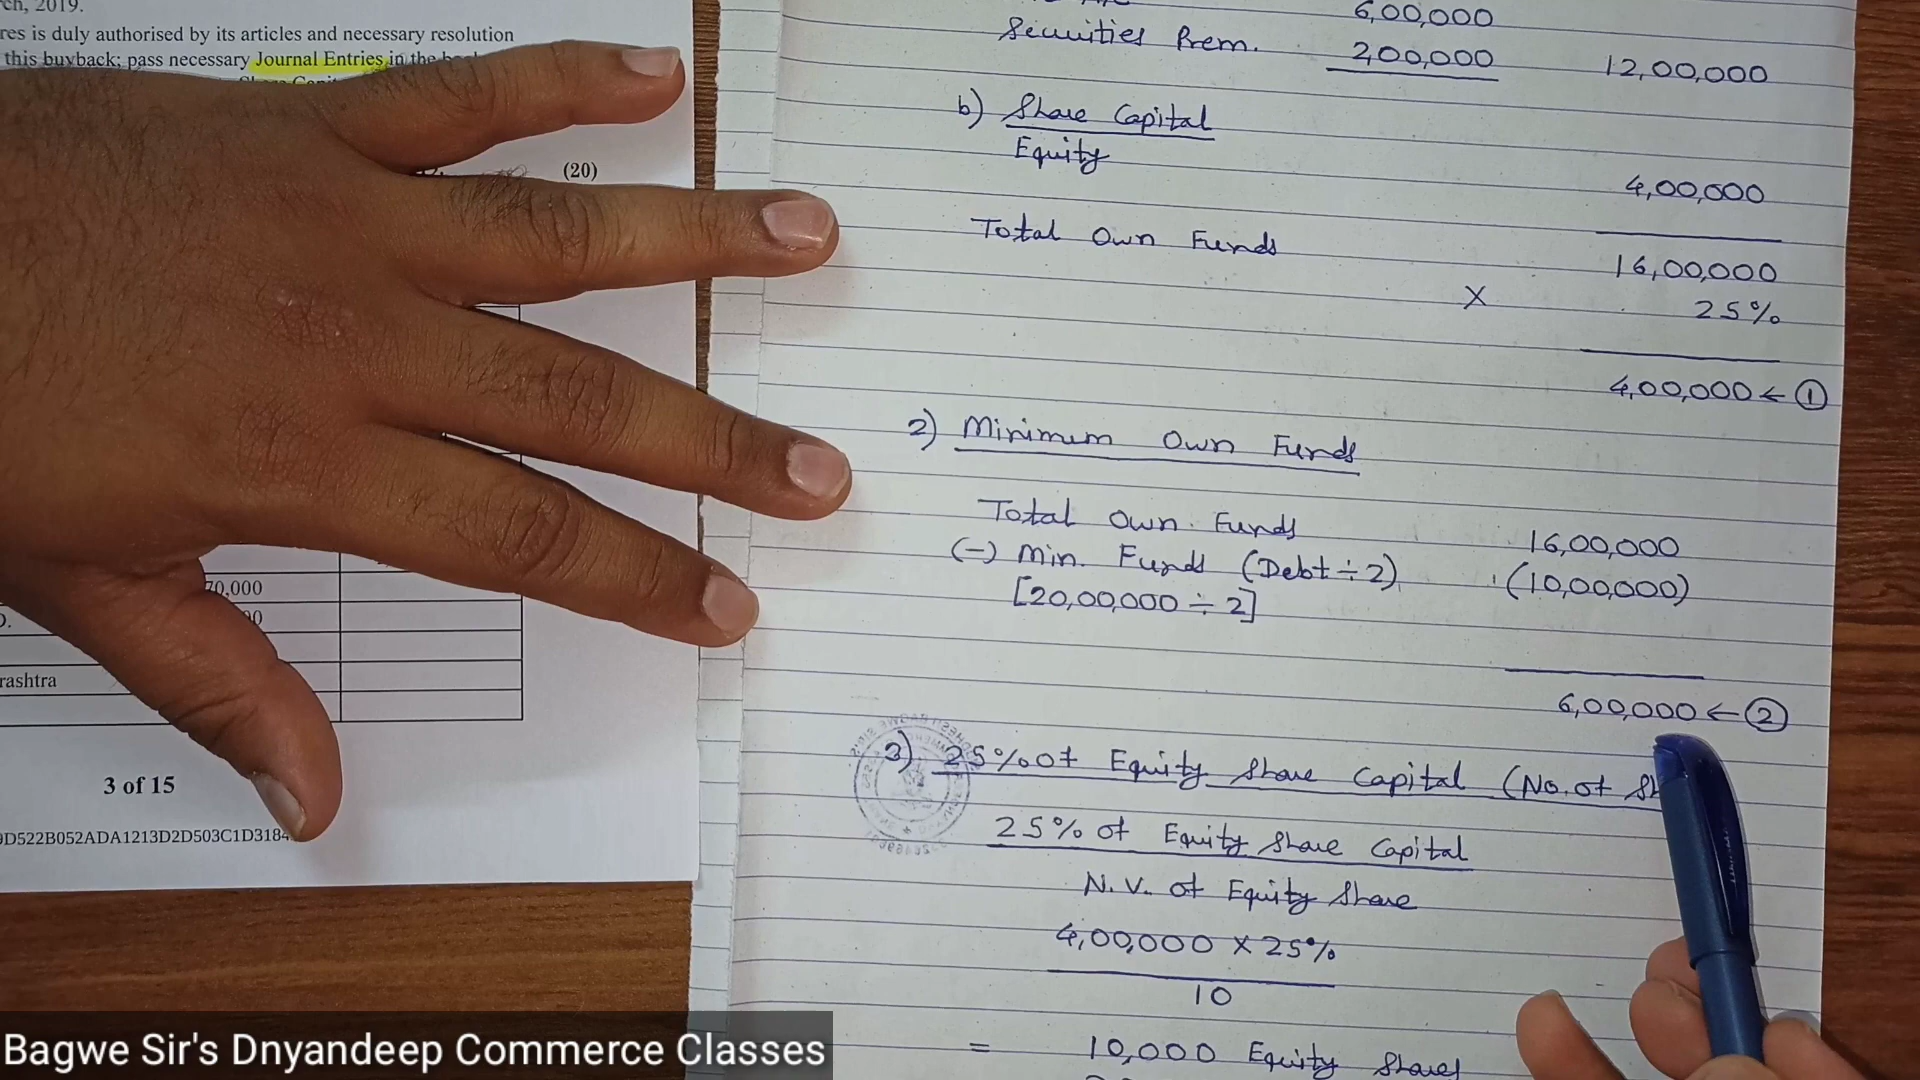 ch, 2019.
res is duly authorised by its articles and necessary resolution
this buyback; pass necessary Journal Entries in the
(20)
70,000
rashtra
3 of 15
9D522B052ADA1213D2D503C1D3184
6,00,000
Securities Prem. 2,00,000 12,00,000
b) Share Capital
Equity
4,00,000
Total Own Funds
16,00,000
X 25%
4,00,000 ← ①
2) Minimum Own Funds
Total Own Funds 16,00,000
(-) Min. Funds (Debt ÷ 2) (10,00,000)
[20,00,000 ÷ 2]
6,00,000 ← ②
3) 25% of Equity Share Capital (No. of
25% of Equity Share Capital
N.V. of Equity Share
4,00,000 X 25%
10
= 10,000 Equity Shares
Bagwe Sir's Dnyandeep Commerce Classes